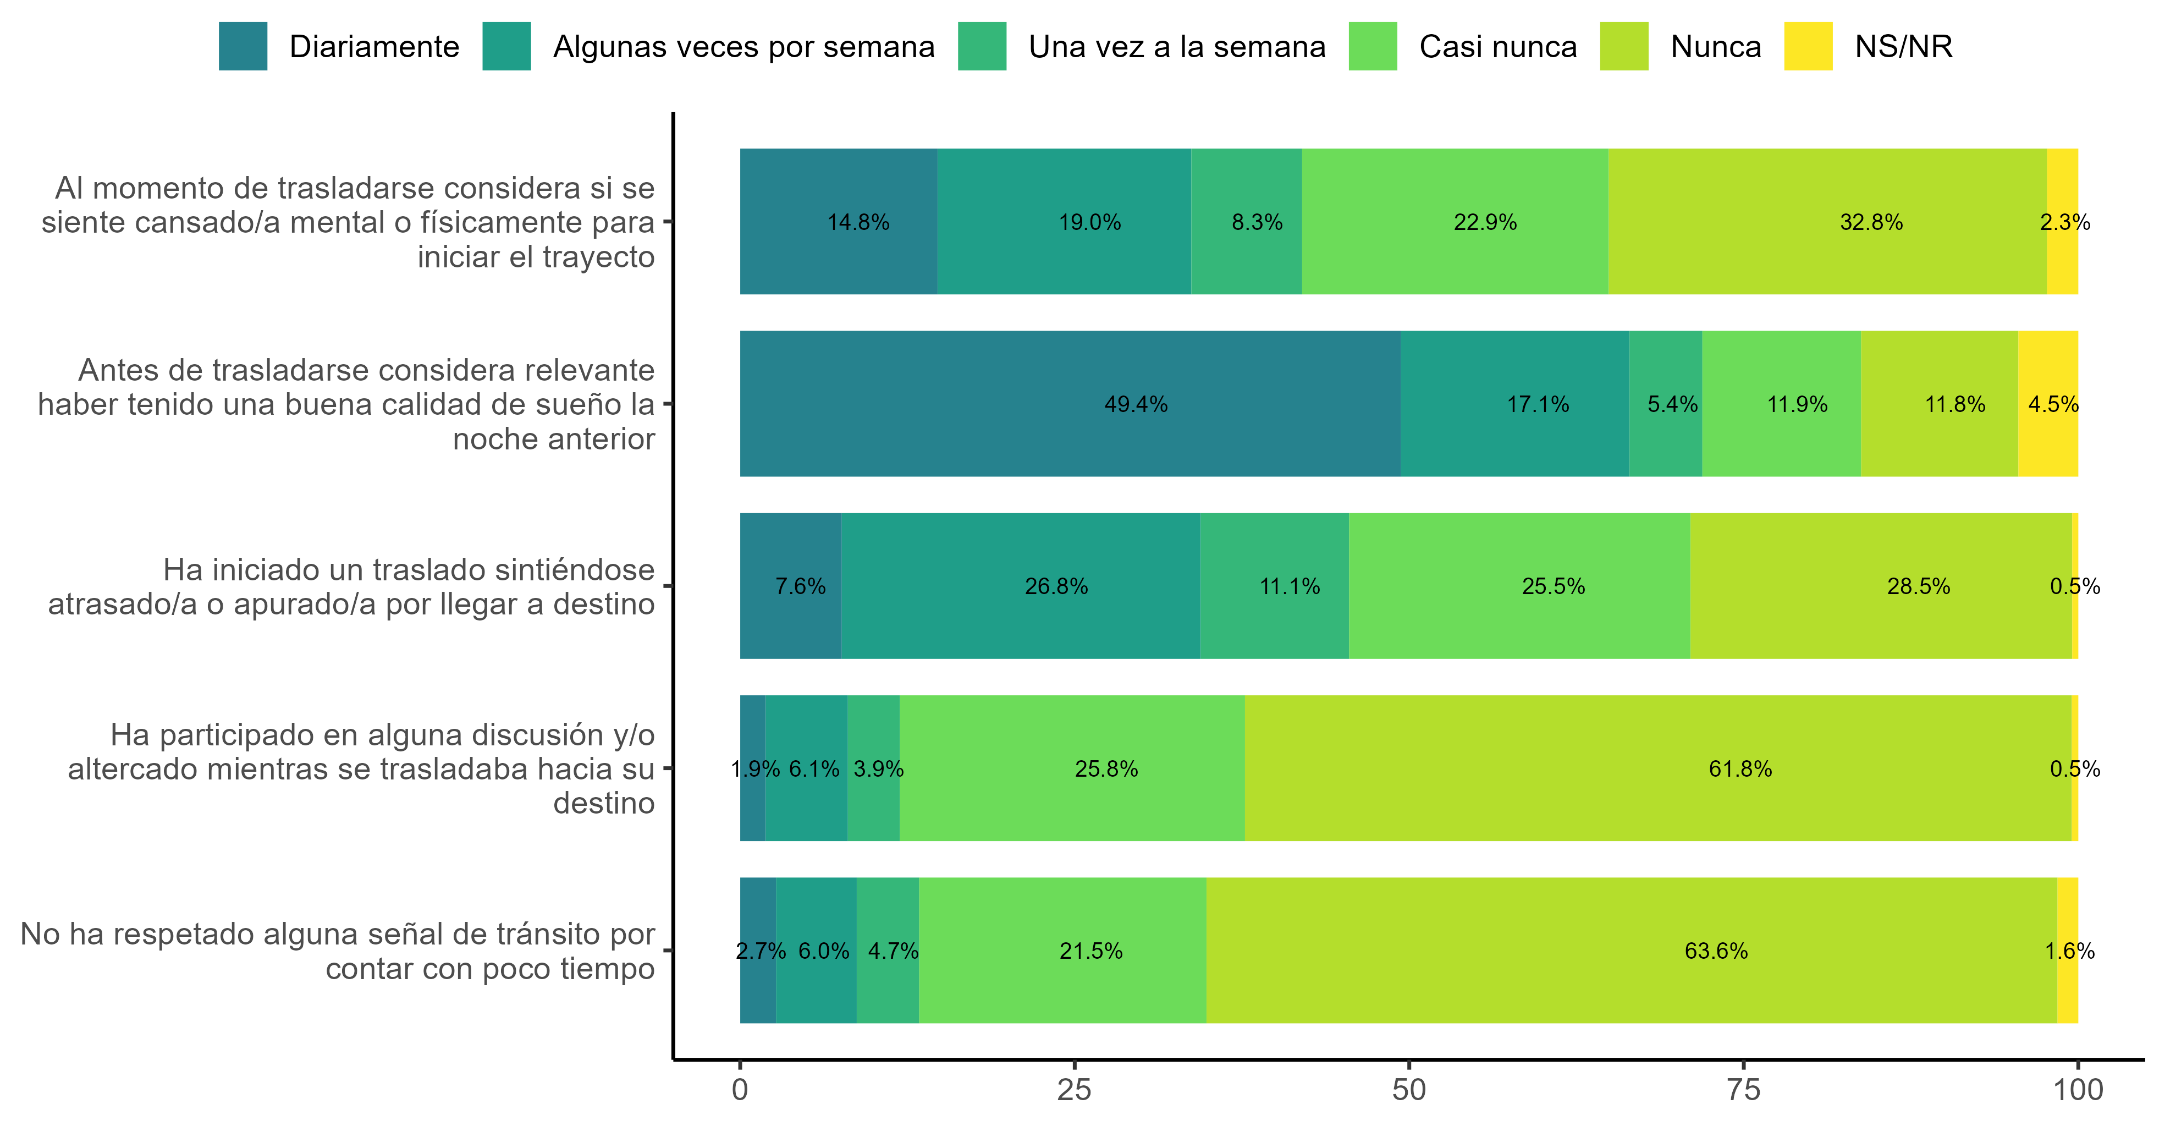 Diariamente Algunas veces por semana Una vez a la semana Casi nunca Nunca NS/NR
Al momento de trasladarse considera si se
siente cansado/a mental o físicamente para
iniciar el trayecto
14.8% 19.0% 8.3% 22.9% 32.8% 2.3%
Antes de trasladarse considera relevante
haber tenido una buena calidad de sueño la
noche anterior
49.4% 17.1% 5.4% 11.9% 11.8% 4.5%
Ha iniciado un traslado sintiéndose
atrasado/a o apurado/a por llegar a destino
7.6% 26.8% 11.1% 25.5% 28.5% 0.5%
Ha participado en alguna discusión y/o
altercado mientras se trasladaba hacia su
destino
1.9% 6.1% 3.9% 25.8% 61.8% 0.5%
No ha respetado alguna señal de tránsito por
contar con poco tiempo
2.7% 6.0% 4.7% 21.5% 63.6% 1.6%
0 25 50 75 100